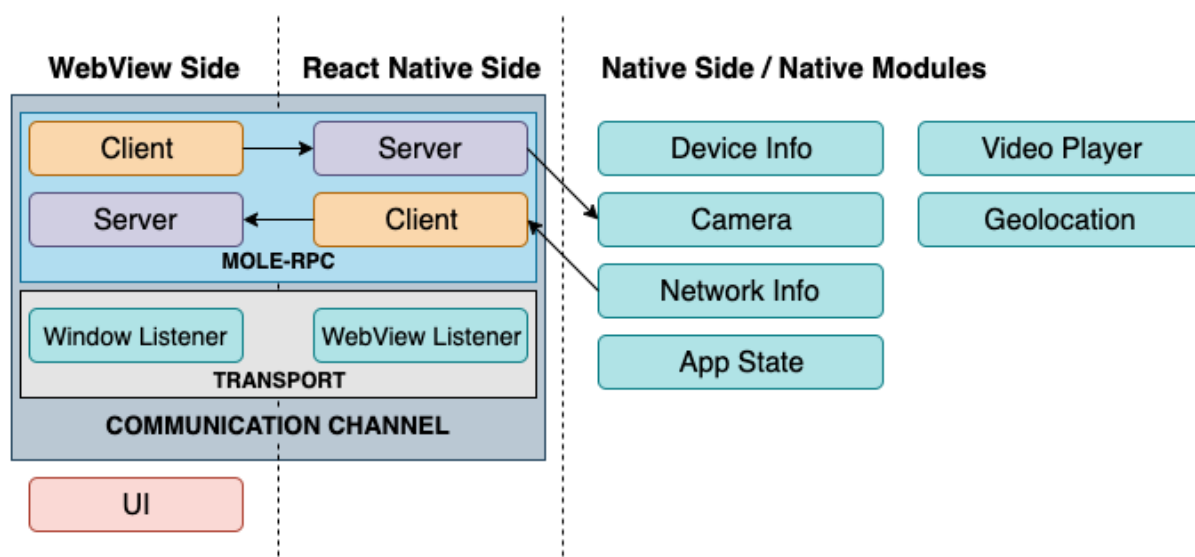 WebView Side
React Native Side
Native Side / Native Modules
Client
Server
Device Info
Video Player
Server
Client
Camera
Geolocation
MOLE-RPC
Network Info
Window Listener
WebView Listener
App State
TRANSPORT
COMMUNICATION CHANNEL
UI